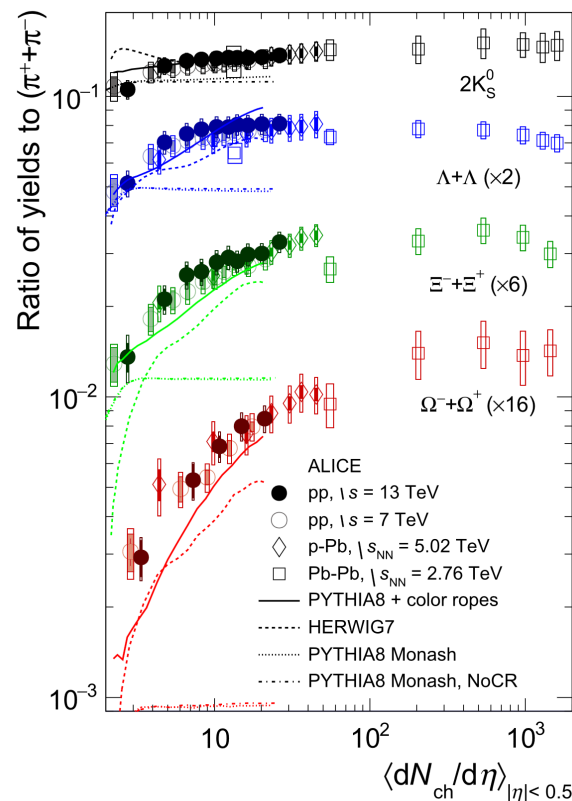 Ratio of yields to (π⁺+π⁻)
10⁻¹
10⁻²
10⁻³
2K⁰S
Λ+Λ (×2)
Ξ⁻+Ξ⁺ (×6)
Ω⁻+Ω⁺ (×16)
ALICE
pp, \ s = 13 TeV
pp, \ s = 7 TeV
p-Pb, \ sNN = 5.02 TeV
Pb-Pb, \ sNN = 2.76 TeV
PYTHIA8 + color ropes
HERWIG7
PYTHIA8 Monash
PYTHIA8 Monash, NoCR
10 10² 10³
⟨dNch/dη⟩|η|< 0.5